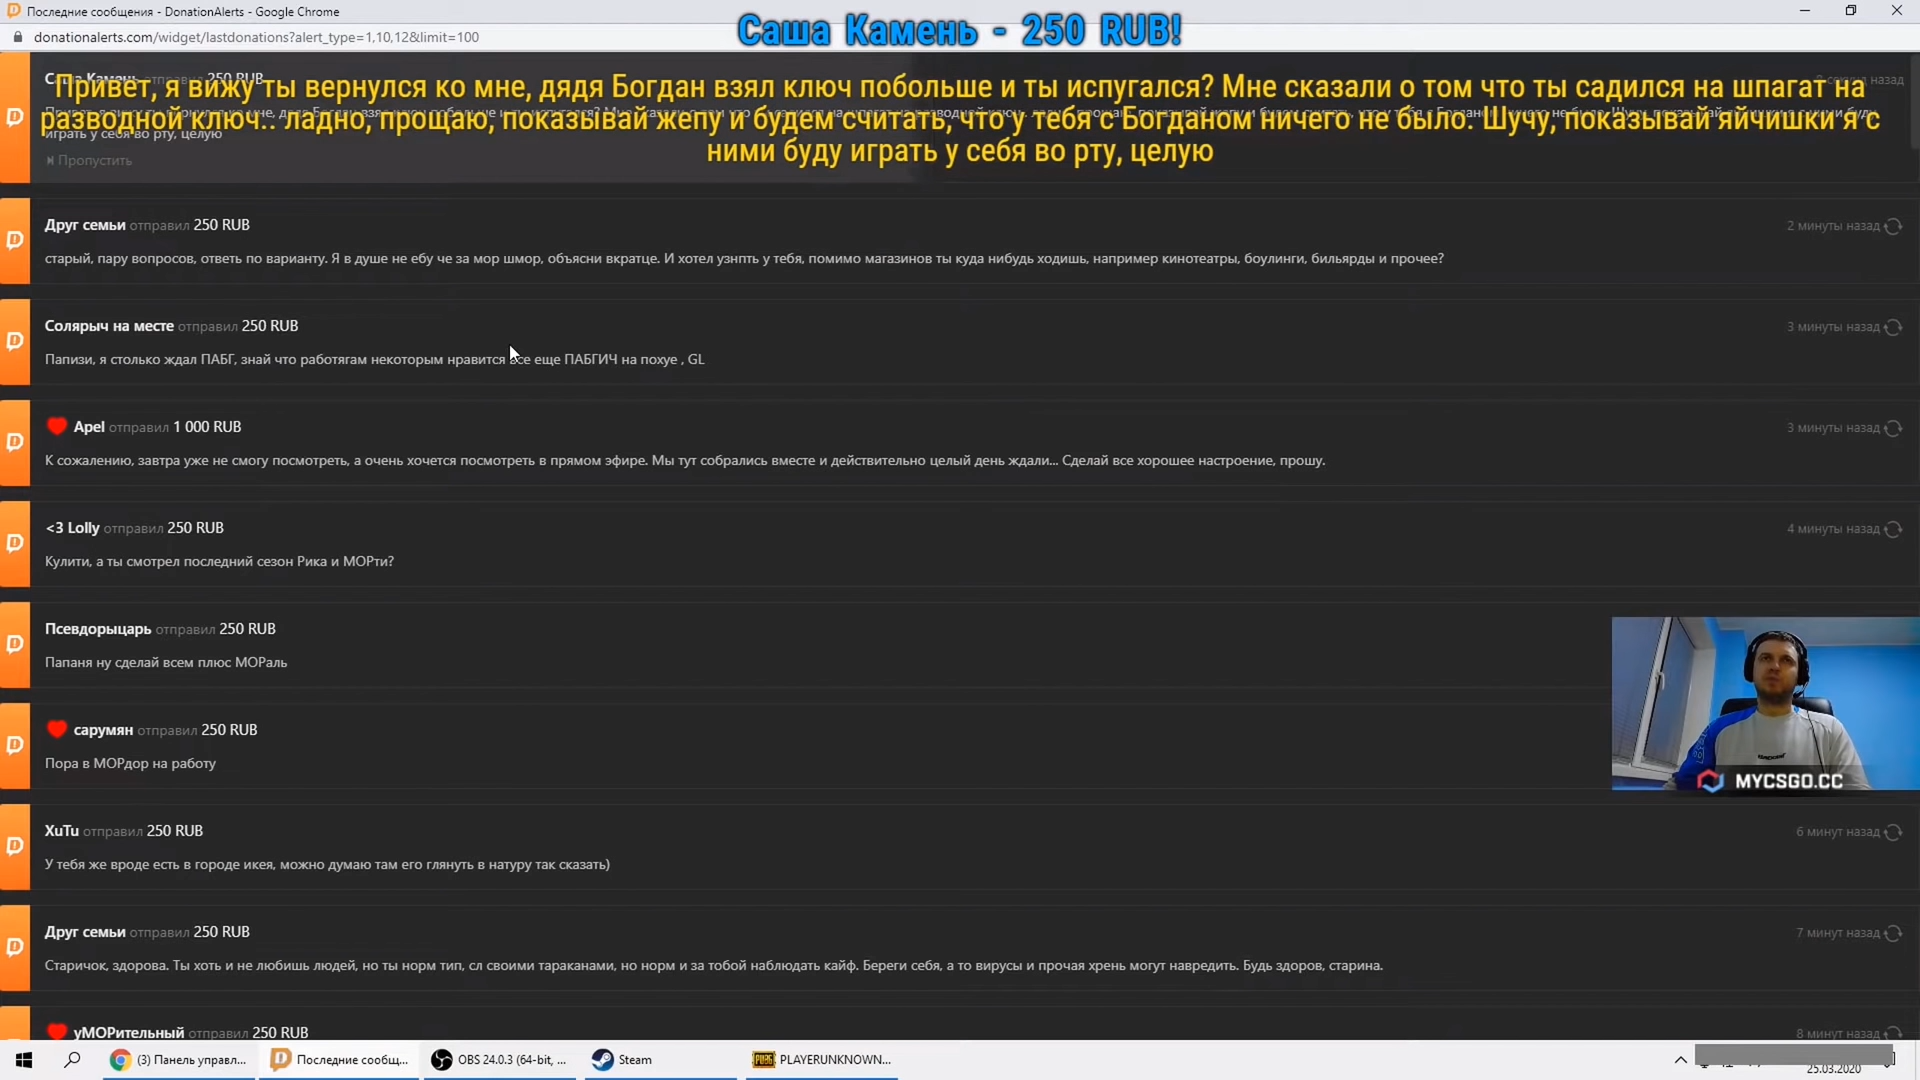 Последние сообщения - DonationAlerts - Google Chrome
donationalerts.com/widget/lastdonations?alert_type=1,10,12&limit=100
Саша Камень - 250 RUB!
Саша Камень отправил 250 RUB
назад
Привет, я вижу ты вернулся ко мне, дядя Богдан взял ключ побольше и ты испугался? Мне сказали о том что ты садился на шпагат на
разводной ключ.. ладно, прощаю, показывай жепу и будем считать, что у тебя с Богданом ничего не было. Шучу, показывай яйчишки я с
ними буду играть у себя во рту, целую
играть у себя во рту, целую
Пропустить
Друг семьи отправил 250 RUB
2 минуты назад
старый, пару вопросов, ответь по варианту. Я в душе не ебу че за мор шмор, объясни вкратце. И хотел узнпть у тебя, помимо магазинов ты куда нибудь ходишь, например кинотеатры, боулинги, бильярды и прочее?
Солярыч на месте отправил 250 RUB
3 минуты назад
Папизи, я столько ждал ПАБГ, знай что работягам некоторым нравится все еще ПАБГИЧ на похуе , GL
Apel отправил 1 000 RUB
3 минуты назад
К сожалению, завтра уже не смогу посмотреть, а очень хочется посмотреть в прямом эфире. Мы тут собрались вместе и действительно целый день ждали... Сделай все хорошее настроение, прошу.
<3 Lolly отправил 250 RUB
4 минуты назад
Кулити, а ты смотрел последний сезон Рика и МОРти?
Псевдорыцарь отправил 250 RUB
Папаня ну сделай всем плюс МОРаль
сарумян отправил 250 RUB
Пора в МОРдор на работу
MYCSGO.CC
XuTu отправил 250 RUB
6 минут назад
У тебя же вроде есть в городе икея, можно думаю там его глянуть в натуру так сказать)
Друг семьи отправил 250 RUB
7 минут назад
Старичок, здорова. Ты хоть и не любишь людей, но ты норм тип, сл своими тараканами, но норм и за тобой наблюдать кайф. Береги себя, а то вирусы и прочая хрень могут навредить. Будь здоров, старина.
уМОРительный отправил 250 RUB
8 минут назад
(3) Панель управл...
Последние сообщ...
OBS 24.0.3 (64-bit, ...
Steam
PLAYERUNKNOWN...
25.03.2020